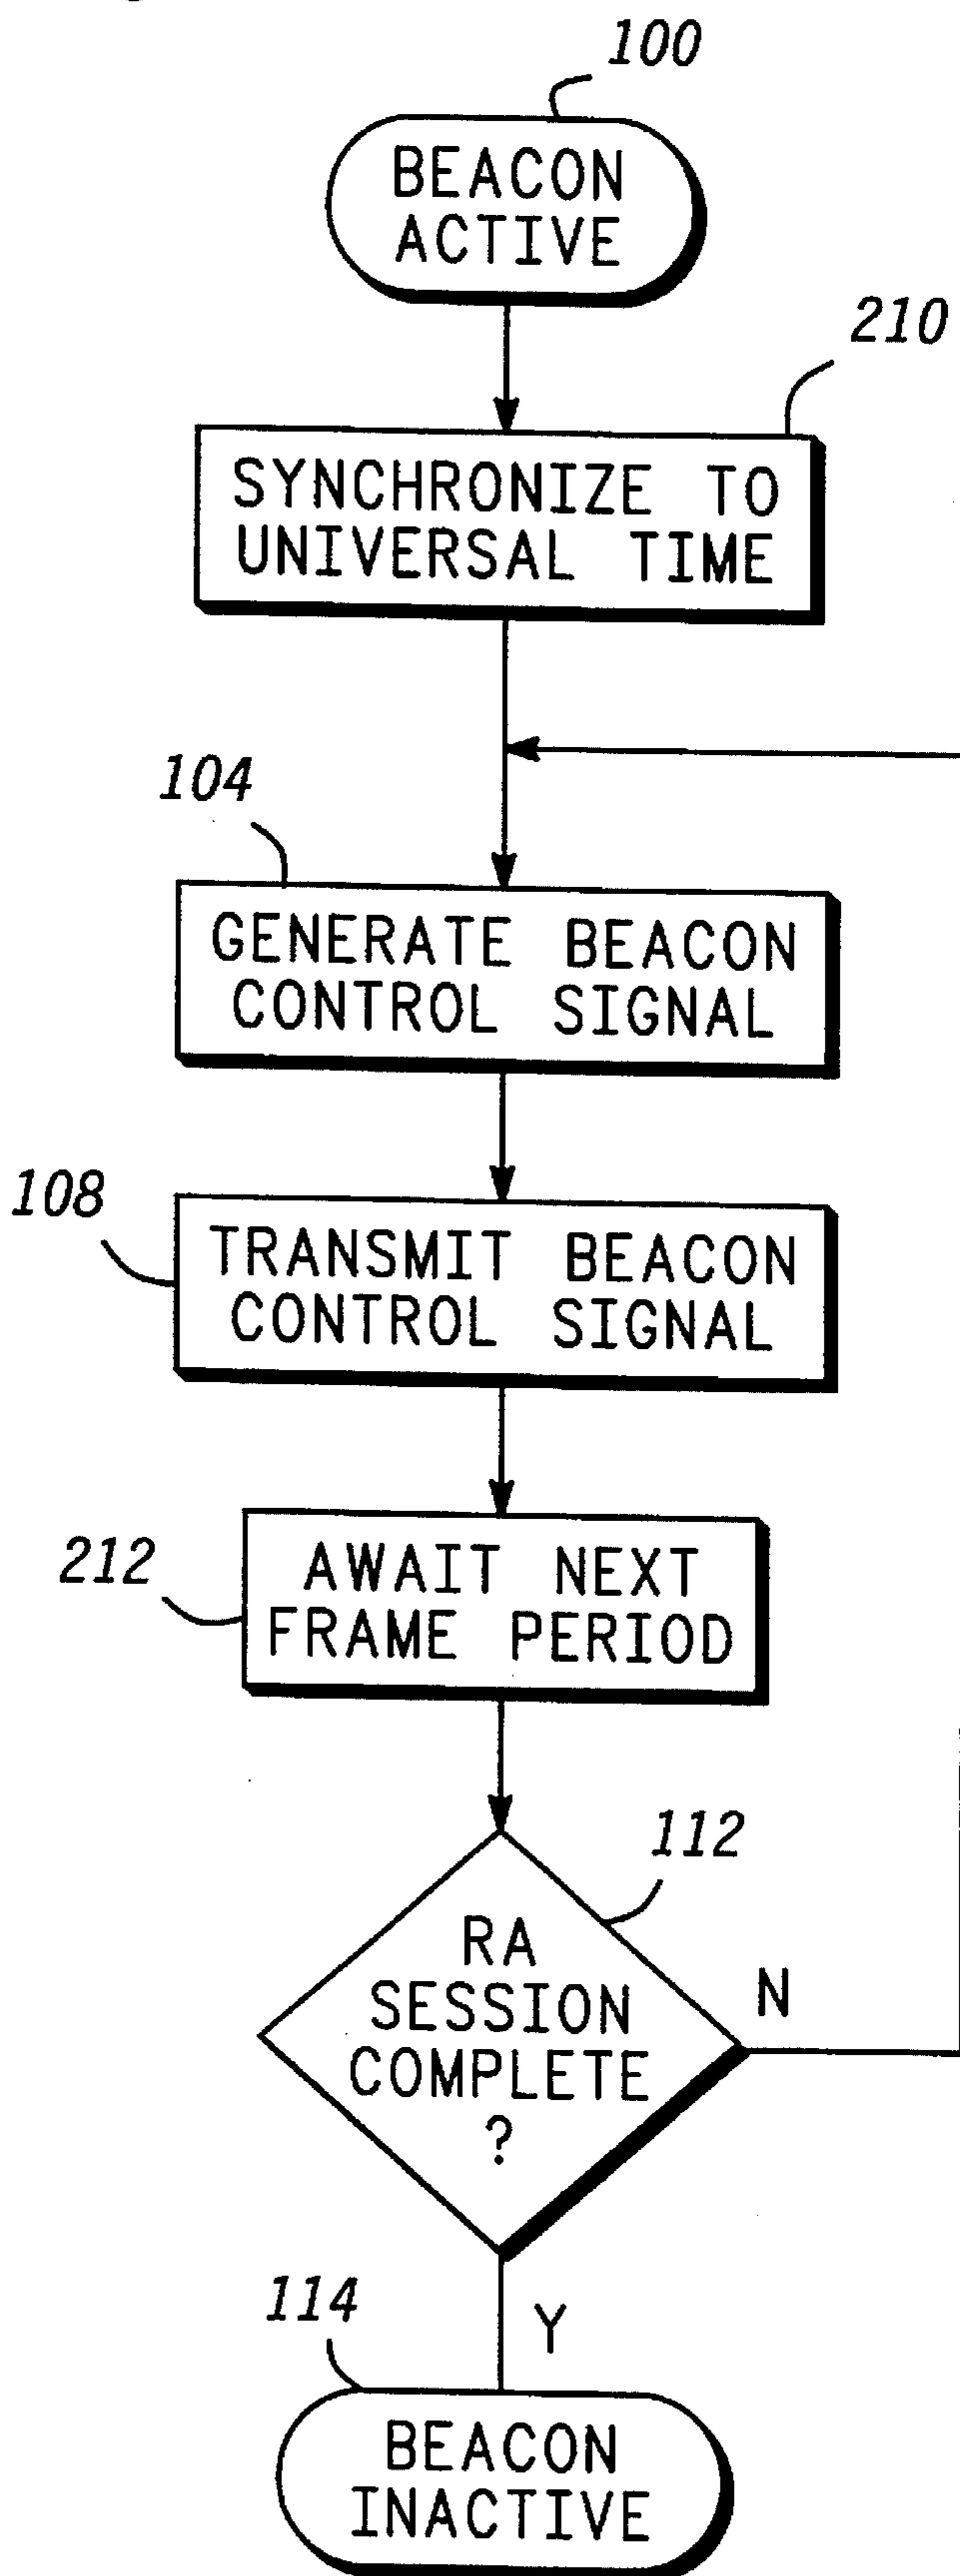 100
BEACON
ACTIVE
210
SYNCHRONIZE TO
UNIVERSAL TIME
104
GENERATE BEACON
CONTROL SIGNAL
108
TRANSMIT BEACON
CONTROL SIGNAL
212
AWAIT NEXT
FRAME PERIOD
112
RA
SESSION
COMPLETE
?
N
Y
114
BEACON
INACTIVE